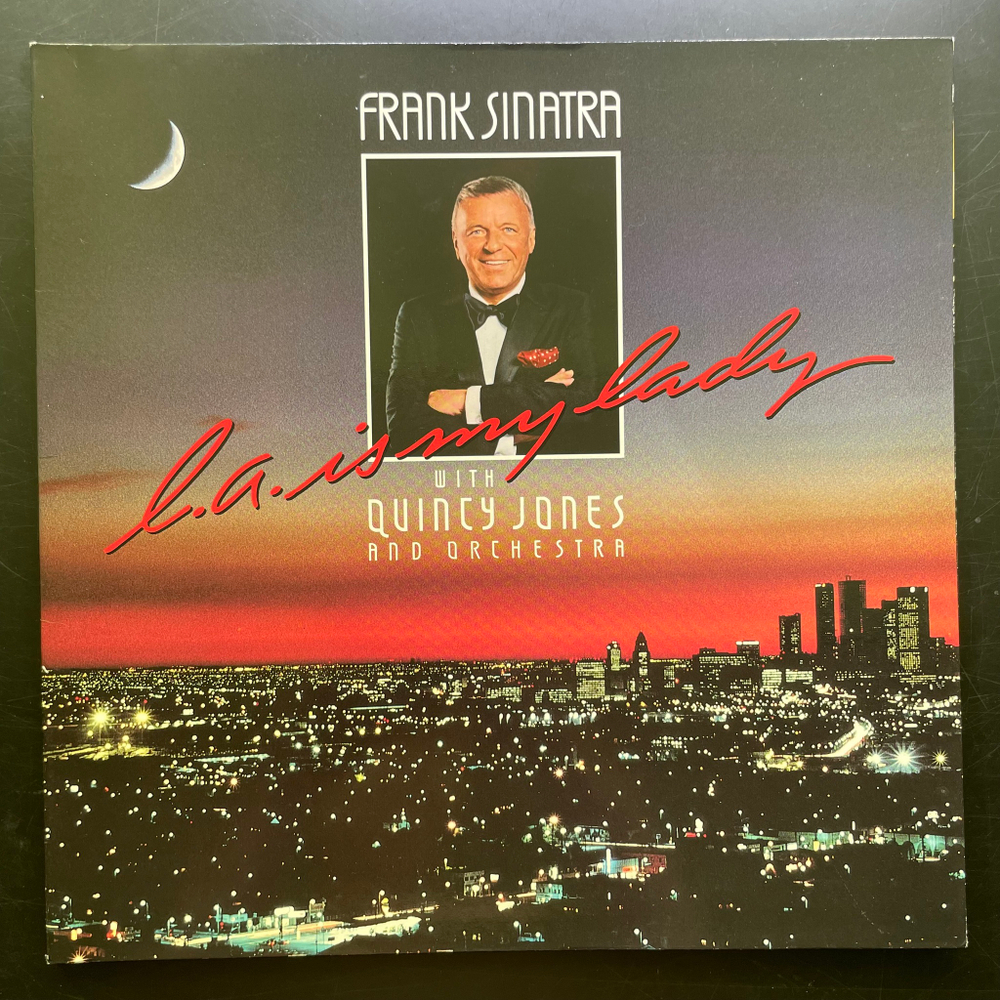 FRANK SINATRA
l.a. is my lady
WITH
QUINCY JONES
AND ORCHESTRA